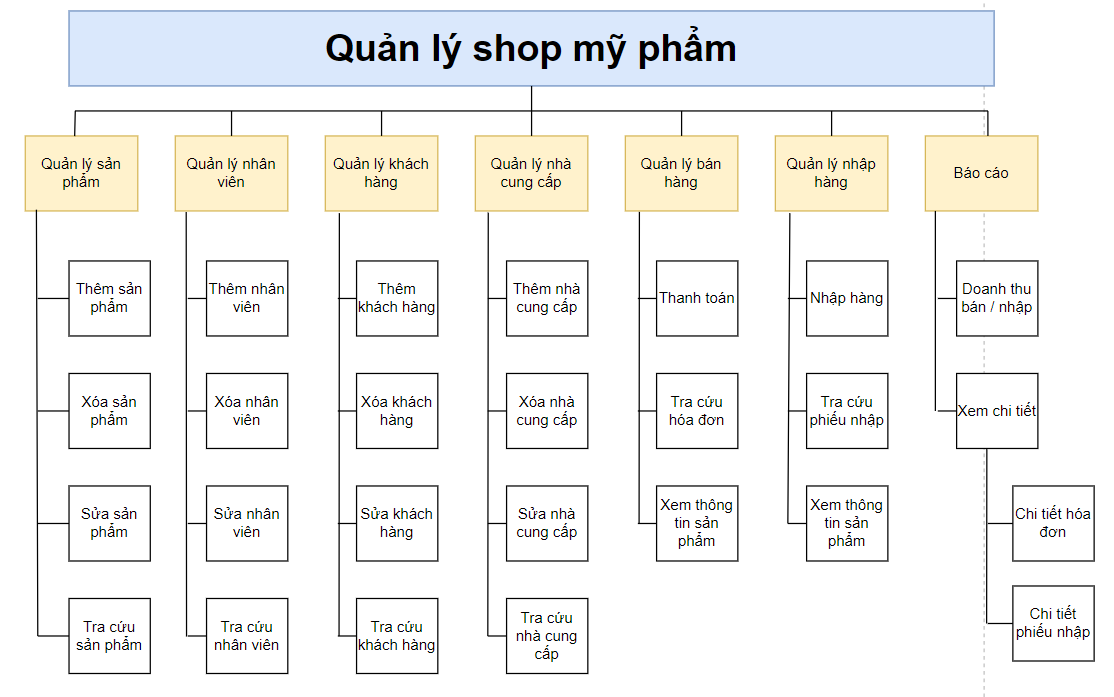 Quản lý shop mỹ phẩm
Quản lý sản
phẩm
Quản lý nhân
viên
Quản lý khách
hàng
Quản lý nhà
cung cấp
Quản lý bán
hàng
Quản lý nhập
hàng
Báo cáo
Thêm sản
phẩm
Thêm nhân
viên
Thêm
khách hàng
Thêm nhà
cung cấp
Thanh toán
Nhập hàng
Doanh thu
bán / nhập
Xóa sản
phẩm
Xóa nhân
viên
Xóa khách
hàng
Xóa nhà
cung cấp
Tra cứu
hóa đơn
Tra cứu
phiếu nhập
Xem chi tiết
Sửa sản
phẩm
Sửa nhân
viên
Sửa khách
hàng
Sửa nhà
cung cấp
Xem thông
tin sản
phẩm
Xem thông
tin sản
phẩm
Chi tiết hóa
đơn
Tra cứu
sản phẩm
Tra cứu
nhân viên
Tra cứu
khách hàng
Tra cứu
nhà cung
cấp
Chi tiết
phiếu nhập